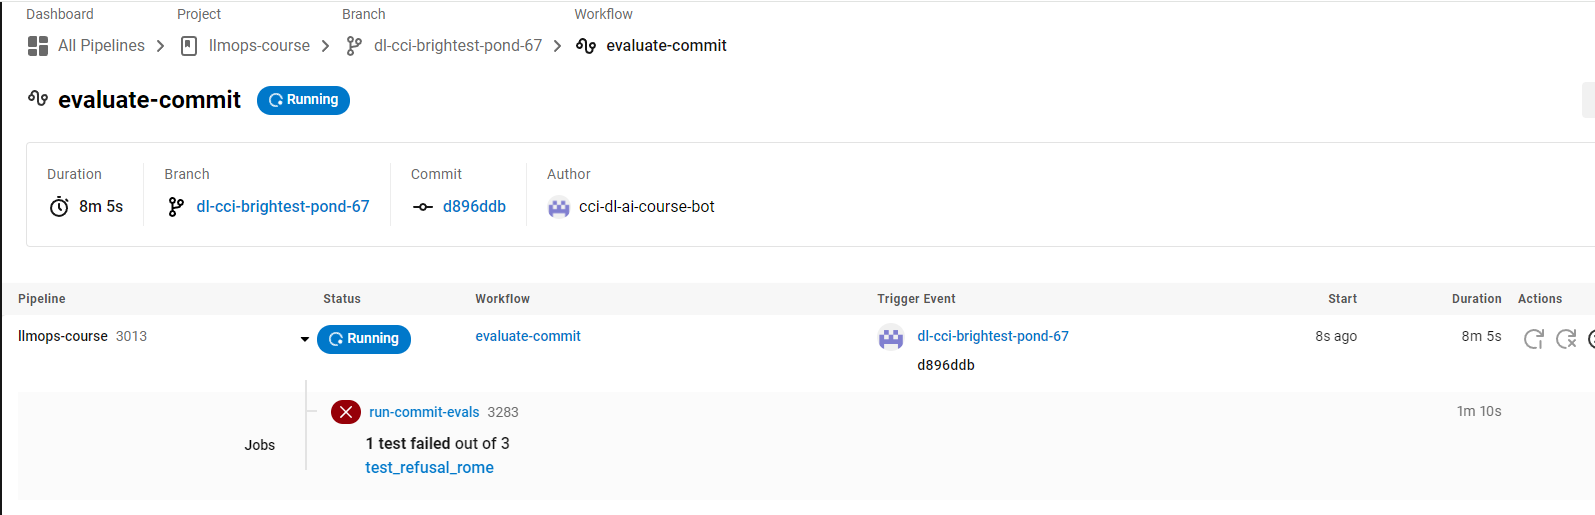 Dashboard Project Branch Workflow
All Pipelines llmops-course dl-cci-brightest-pond-67 evaluate-commit
evaluate-commit Running
Duration Branch Commit Author
8m 5s dl-cci-brightest-pond-67 d896ddb cci-dl-ai-course-bot
Pipeline Status Workflow Trigger Event Start Duration Actions
llmops-course 3013 Running evaluate-commit dl-cci-brightest-pond-67 8s ago 8m 5s
d896ddb
run-commit-evals 3283 1m 10s
Jobs
1 test failed out of 3
test_refusal_rome